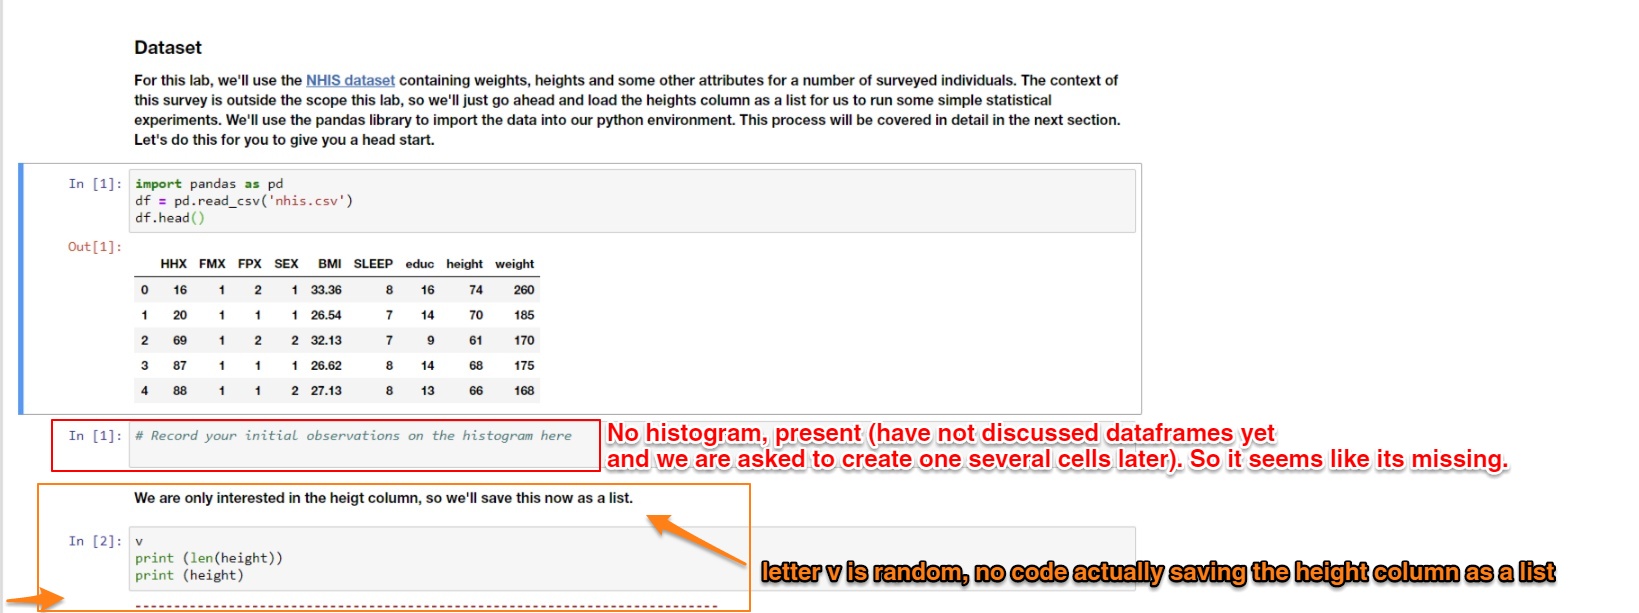 Dataset
For this lab, we'll use the NHIS dataset containing weights, heights and some other attributes for a number of surveyed individuals. The context of
this survey is outside the scope this lab, so we'll just go ahead and load the heights column as a list for us to run some simple statistical
experiments. We'll use the pandas library to import the data into our python environment. This process will be covered in detail in the next section.
Let's do this for you to give you a head start.
In [1]: import pandas as pd
df = pd.read_csv('nhis.csv')
df.head()
Out[1]:
HHX FMX FPX SEX BMI SLEEP educ height weight
0 16 1 2 1 33.36 8 16 74 260
1 20 1 1 1 26.54 7 14 70 185
2 69 1 2 2 32.13 7 9 61 170
3 87 1 1 1 26.62 8 14 68 175
4 88 1 1 2 27.13 8 13 66 168
In [1]: # Record your initial observations on the histogram here
No histogram, present (have not discussed dataframes yet
and we are asked to create one several cells later). So it seems like its missing.
We are only interested in the heigt column, so we'll save this now as a list.
In [2]: v
print (len(height))
print (height)
letter v is random, no code actually saving the height column as a list
---------------------------------------------------------------------------